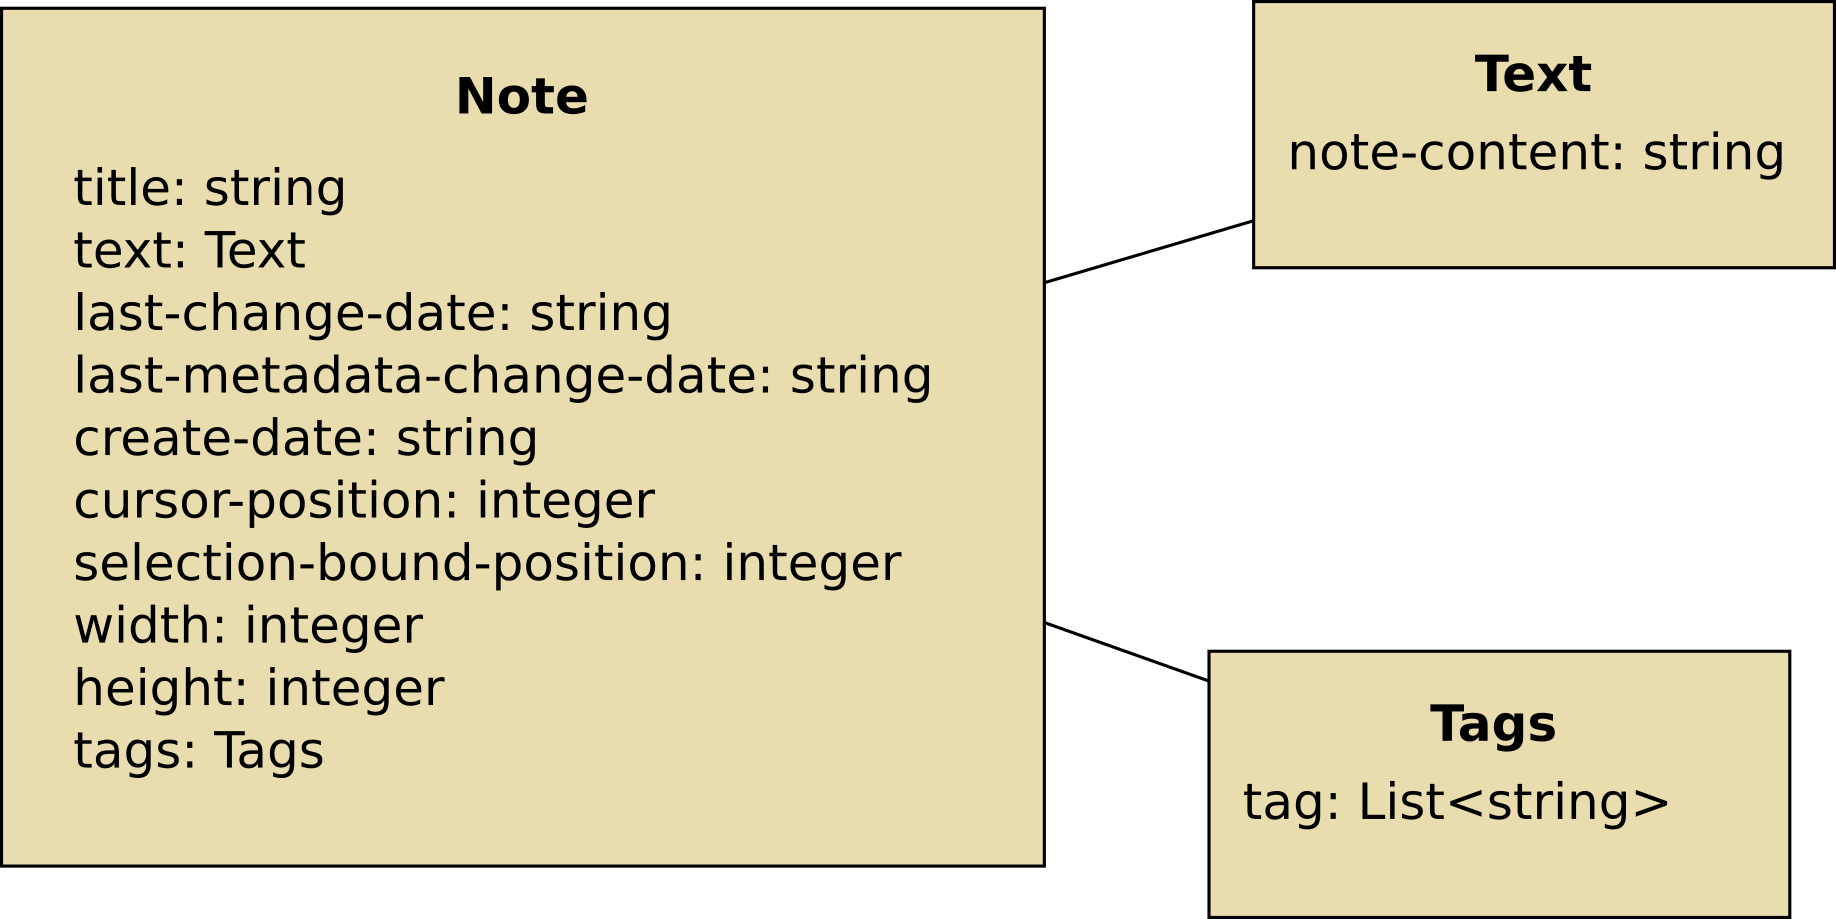 Note
title: string
text: Text
last-change-date: string
last-metadata-change-date: string
create-date: string
cursor-position: integer
selection-bound-position: integer
width: integer
height: integer
tags: Tags
Text
note-content: string
Tags
tag: List<string>